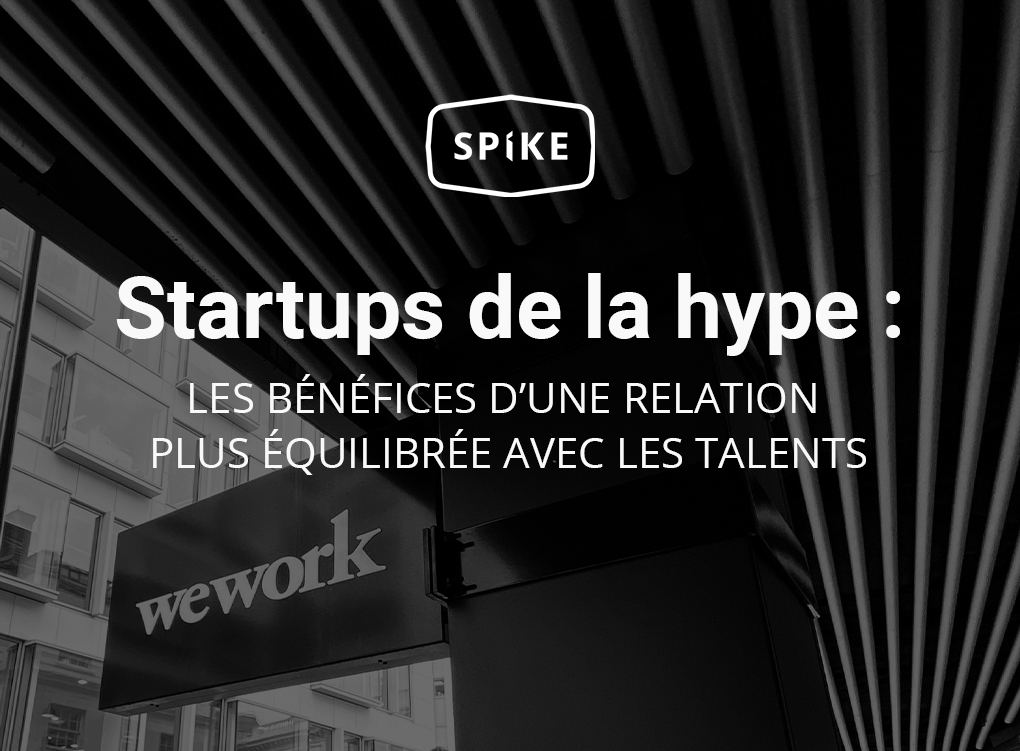 SPIKE
Startups de la hype :
LES BÉNÉFICES D’UNE RELATION
PLUS ÉQUILIBRÉE AVEC LES TALENTS
wework